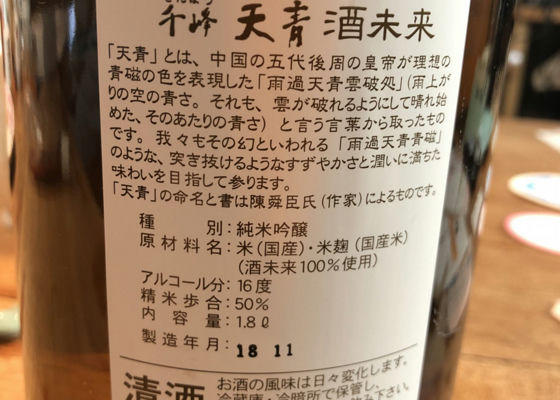 千峰 天青 酒未来
「天青」とは、中国の五代後周の皇帝が理想の
青磁の色を表現した「雨過天青雲破処」(雨上が
りの空の青さ。それも、雲が破れるようにして晴れ始
めた、そのあたりの青さ)と言う言葉から取ったもの
です。我々もその幻といわれる「雨過天青青磁」
のような、突き抜けるようなすずやかさと潤いに満ちた
味わいを目指して参ります。
「天青」の命名と書は陳舜臣氏(作家)によるものです。
種 別:純米吟醸
原材料名:米(国産)・米麹(国産米)
(酒未来100%使用)
アルコール分:16度
精米歩合:50%
内容量:1.8ℓ
製造年月:18 11
清酒
お酒の風味は日々変化します。
冷蔵庫・冷暗所で保管し、